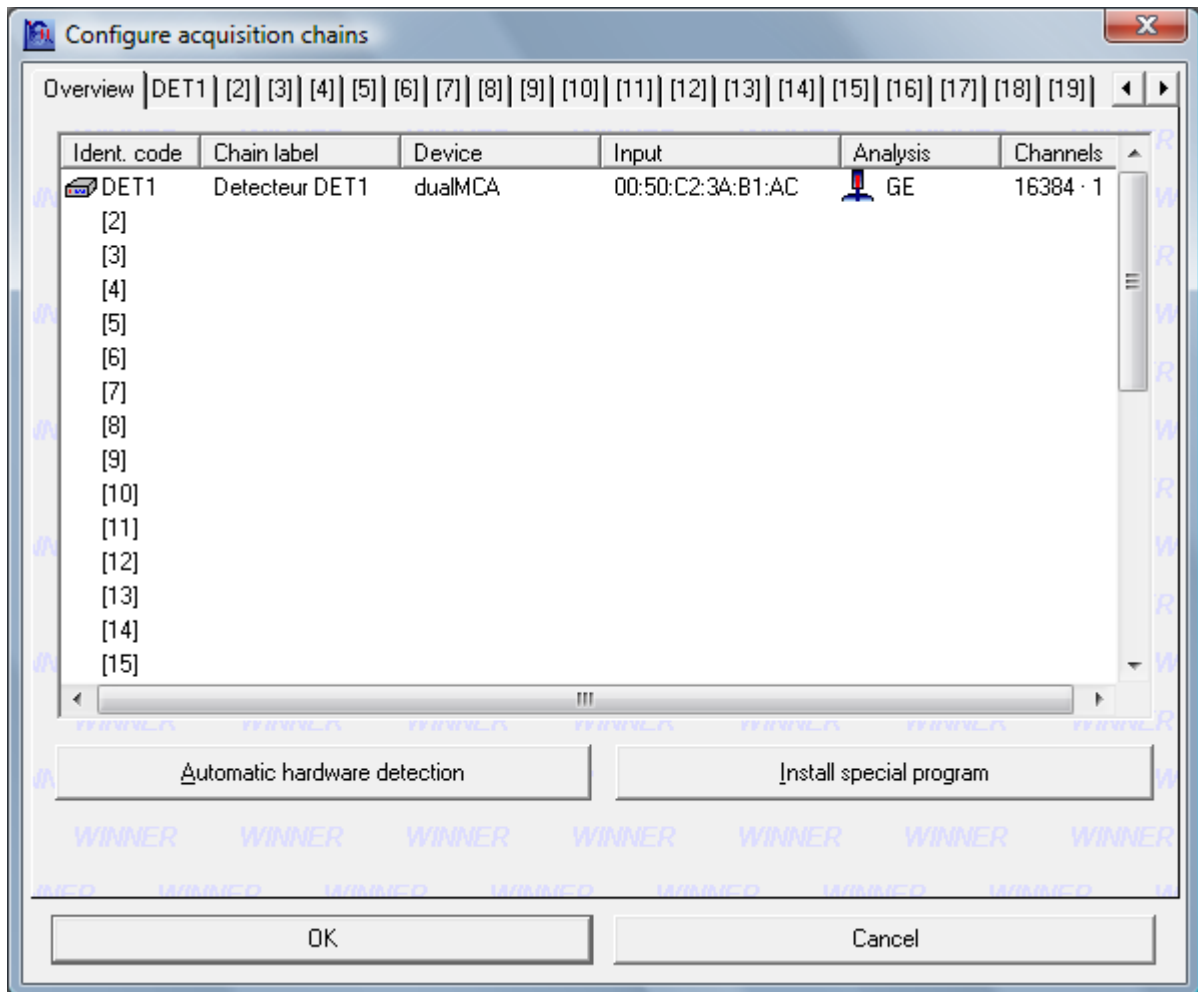 Configure acquisition chains
Overview DET1 [2] [3] [4] [5] [6] [7] [8] [9] [10] [11] [12] [13] [14] [15] [16] [17] [18] [19]
Ident. code Chain label Device Input Analysis Channels
DET1 Detecteur DET1 dualMCA 00:50:C2:3A:B1:AC GE 16384 · 1
[2]
[3]
[4]
[5]
[6]
[7]
[8]
[9]
[10]
[11]
[12]
[13]
[14]
[15]
Automatic hardware detection Install special program
WINNER WINNER WINNER WINNER WINNER WINNER WINNER
OK Cancel